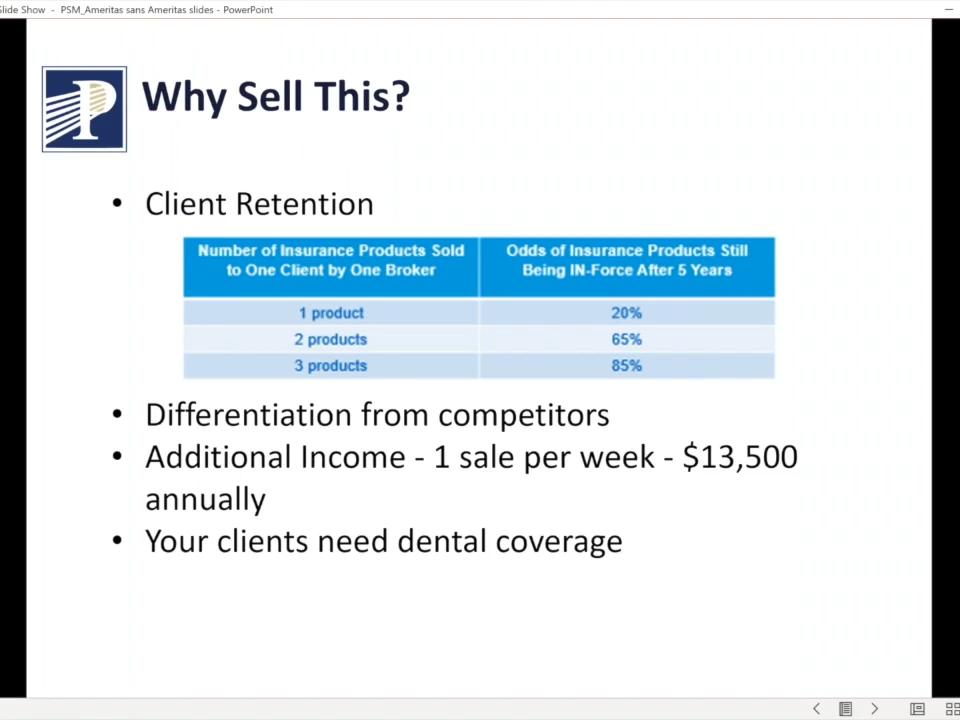 Slide Show - PSM_Ameritas sans Ameritas slides - PowerPoint
P
Why Sell This?
• Client Retention
Number of Insurance Products Sold
to One Client by One Broker
Odds of Insurance Products Still
Being IN-Force After 5 Years
1 product
20%
2 products
65%
3 products
85%
• Differentiation from competitors
• Additional Income - 1 sale per week - $13,500
annually
• Your clients need dental coverage